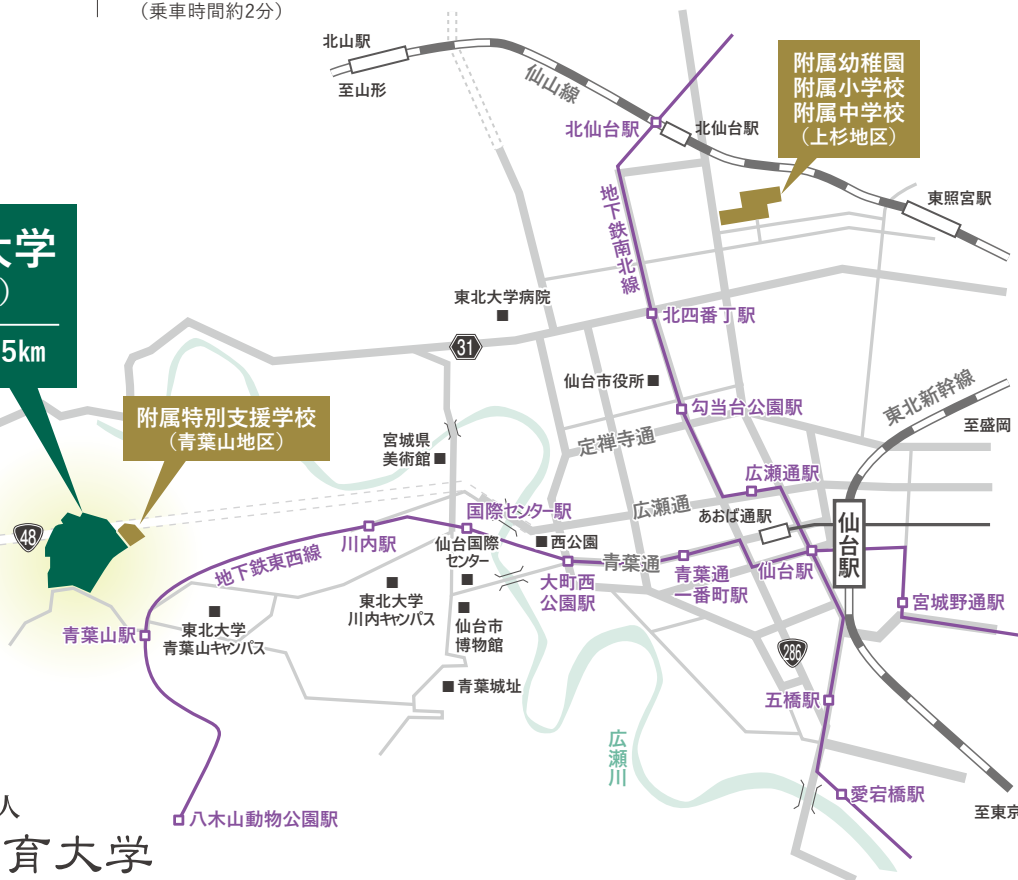 (乗車時間約2分)
北山駅
至山形
仙山線
北仙台駅
北仙台駅
附属幼稚園
附属小学校
附属中学校
(上杉地区)
東照宮駅
地下鉄南北線
大学
)
5km
東北大学病院
31
北四番丁駅
仙台市役所
勾当台公園駅
東北新幹線
至盛岡
附属特別支援学校
(青葉山地区)
宮城県
美術館
定禅寺通
広瀬通駅
広瀬通
あおば通駅
仙台駅
国際センター駅
48
川内駅
仙台国際
センター
西公園
青葉通
地下鉄東西線
大町西
公園駅
青葉通
一番町駅
仙台駅
宮城野通駅
東北大学
川内キャンパス
仙台市
博物館
青葉山駅
東北大学
青葉山キャンパス
286
青葉城址
五橋駅
広瀬川
愛宕橋駅
至東京
八木山動物公園駅
人
育大学